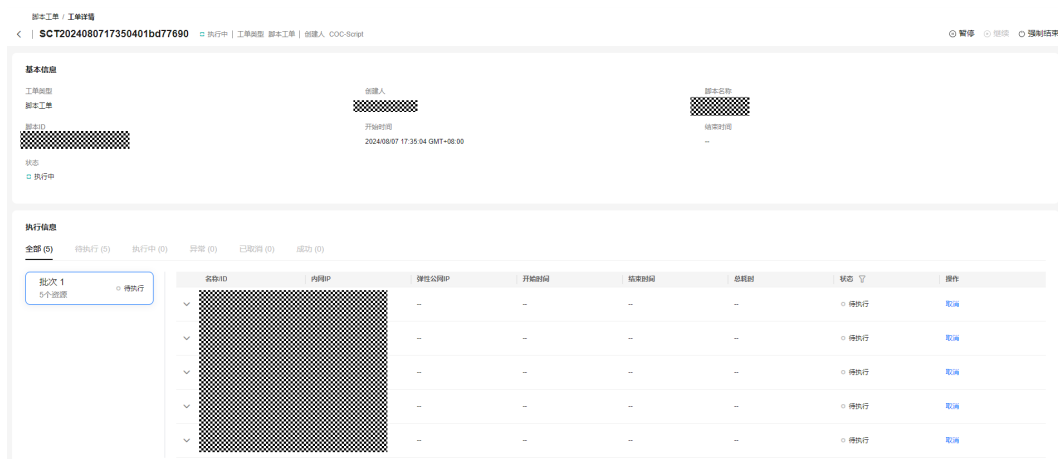 脚本工单 / 工单详情
SCT2024080717350401bd77690 执行中 | 工单类型 脚本工单 | 创建人 COC-Script 暂停 继续 强制结束
基本信息
工单类型 创建人 脚本名称
脚本工单
脚本ID 开始时间 结束时间
2024/08/07 17:35:04 GMT+08:00 --
状态
执行中
执行信息
全部 (5) 待执行 (5) 执行中 (0) 异常 (0) 已取消 (0) 成功 (0)
批次 1 待执行
5个资源
名称/ID 内网IP 弹性公网IP 开始时间 结束时间 总耗时 状态 操作
-- -- -- -- 待执行 取消
-- -- -- -- 待执行 取消
-- -- -- -- 待执行 取消
-- -- -- -- 待执行 取消
-- -- -- -- 待执行 取消